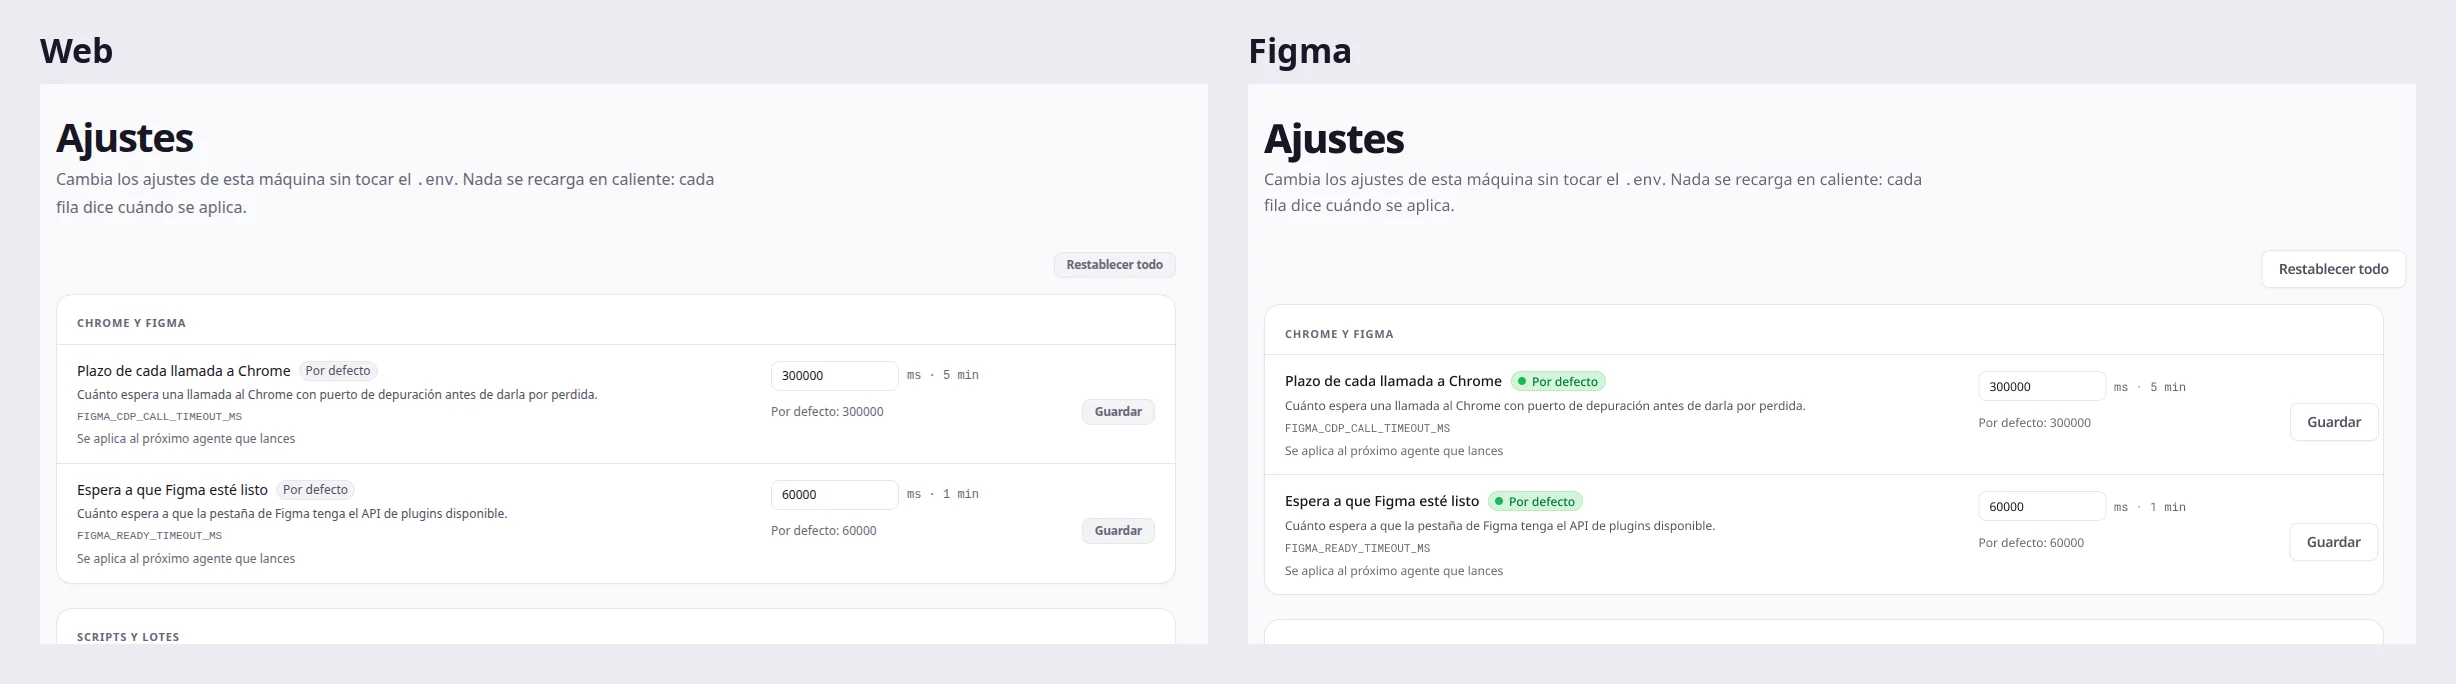 Web
Ajustes
Cambia los ajustes de esta máquina sin tocar el .env. Nada se recarga en caliente: cada
fila dice cuándo se aplica.
Restablecer todo
CHROME Y FIGMA
Plazo de cada llamada a Chrome Por defecto
300000 ms · 5 min
Cuánto espera una llamada al Chrome con puerto de depuración antes de darla por perdida.
Por defecto: 300000
Guardar
FIGMA_CDP_CALL_TIMEOUT_MS
Se aplica al próximo agente que lances
Espera a que Figma esté listo Por defecto
60000 ms · 1 min
Cuánto espera a que la pestaña de Figma tenga el API de plugins disponible.
Por defecto: 60000
Guardar
FIGMA_READY_TIMEOUT_MS
Se aplica al próximo agente que lances
SCRIPTS Y LOTES
Figma
Ajustes
Cambia los ajustes de esta máquina sin tocar el .env. Nada se recarga en caliente: cada
fila dice cuándo se aplica.
Restablecer todo
CHROME Y FIGMA
Plazo de cada llamada a Chrome Por defecto
300000 ms · 5 min
Cuánto espera una llamada al Chrome con puerto de depuración antes de darla por perdida.
Por defecto: 300000
Guardar
FIGMA_CDP_CALL_TIMEOUT_MS
Se aplica al próximo agente que lances
Espera a que Figma esté listo Por defecto
60000 ms · 1 min
Cuánto espera a que la pestaña de Figma tenga el API de plugins disponible.
Por defecto: 60000
Guardar
FIGMA_READY_TIMEOUT_MS
Se aplica al próximo agente que lances